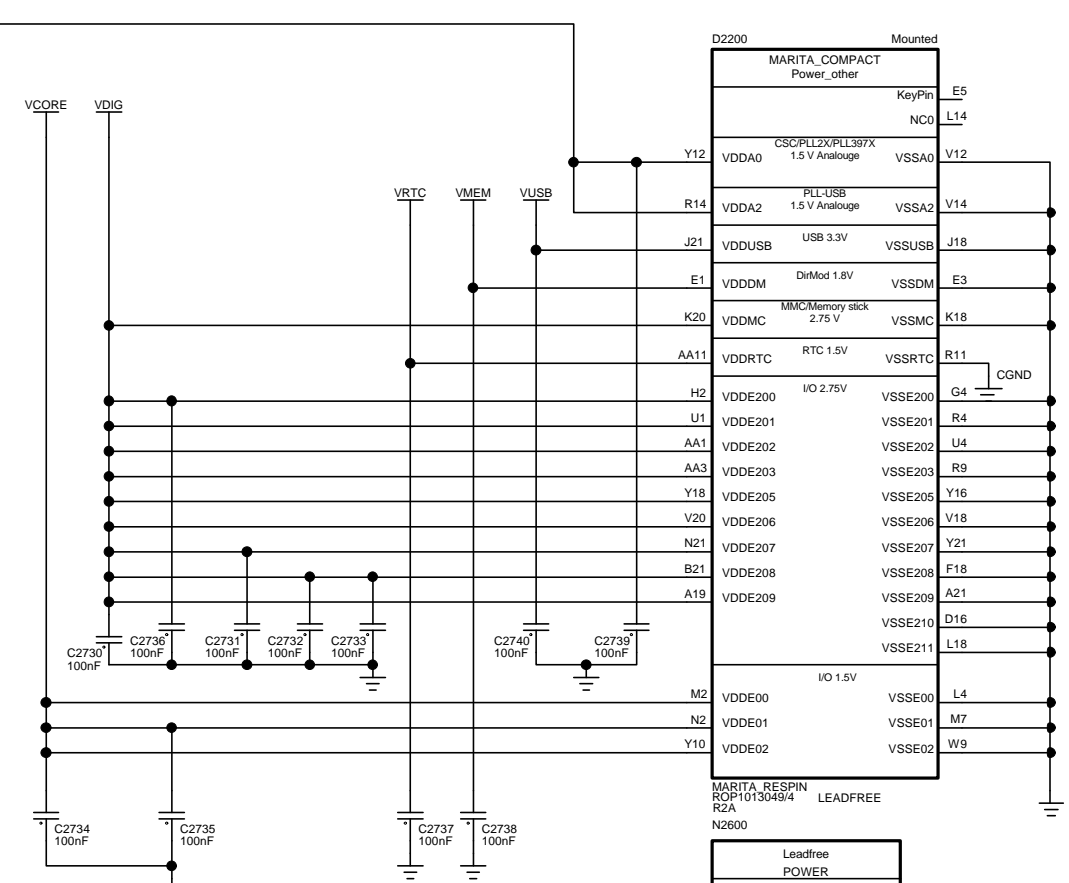 D2200 Mounted
MARITA_COMPACT
Power_other
KeyPin E5
NC0 L14
VCORE VDIG
CSC/PLL2X/PLL397X
Y12 VDDA0 1.5 V Analouge VSSA0 V12
VRTC VMEM VUSB
PLL-USB
R14 VDDA2 1.5 V Analouge VSSA2 V14
J21 VDDUSB USB 3.3V VSSUSB J18
E1 VDDDM DirMod 1.8V VSSDM E3
MMC/Memory stick
K20 VDDMC 2.75 V VSSMC K18
AA11 VDDRTC RTC 1.5V VSSRTC R11
CGND
I/O 2.75V
H2 VDDE200 VSSE200 G4
U1 VDDE201 VSSE201 R4
AA1 VDDE202 VSSE202 U4
AA3 VDDE203 VSSE203 R9
Y18 VDDE205 VSSE205 Y16
V20 VDDE206 VSSE206 V18
N21 VDDE207 VSSE207 Y21
B21 VDDE208 VSSE208 F18
A19 VDDE209 VSSE209 A21
VSSE210 D16
VSSE211 L18
C2730 C2736 C2731 C2732 C2733 C2740 C2739
100nF 100nF 100nF 100nF 100nF 100nF 100nF
I/O 1.5V
M2 VDDE00 VSSE00 L4
N2 VDDE01 VSSE01 M7
Y10 VDDE02 VSSE02 W9
MARITA_RESPIN
ROP1013049/4 LEADFREE
R2A
C2734 C2735 C2737 C2738
100nF 100nF 100nF 100nF
N2600
Leadfree
POWER